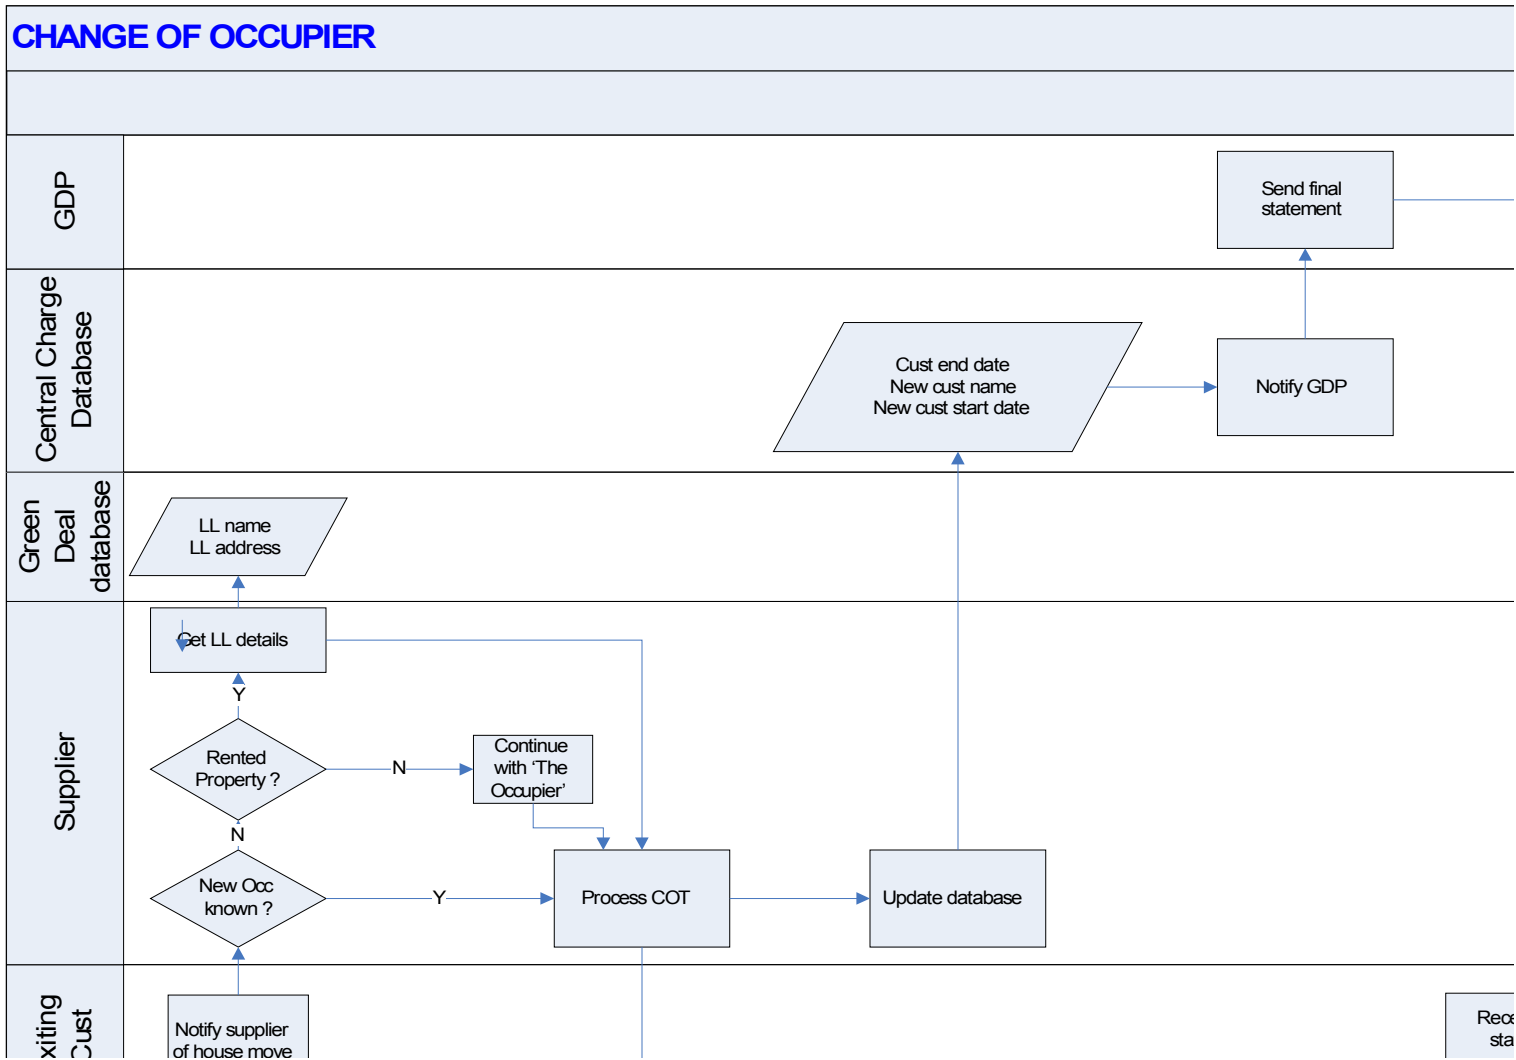 CHANGE OF OCCUPIER
GDP
Send final
statement
Central Charge
Database
Cust end date
New cust name
New cust start date
Notify GDP
Green
Deal
database
LL name
LL address
Supplier
Get LL details
Y
Rented
Property ?
N
Continue
with ‘The
Occupier’
N
New Occ
known ?
Y
Process COT
Update database
Cust
Notify supplier
of house move